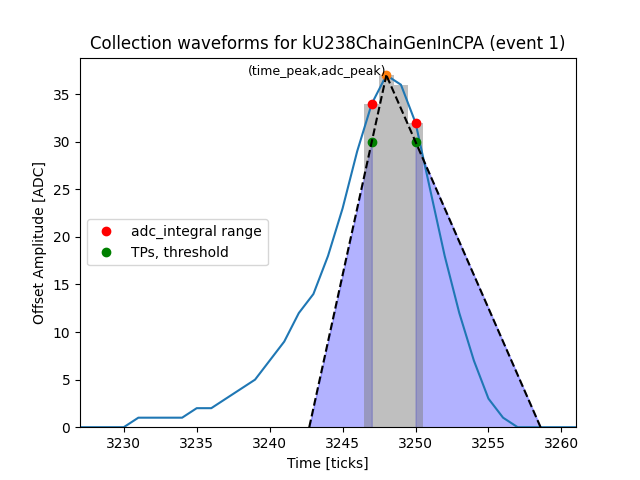 Collection waveforms for kU238ChainGenInCPA (event 1)
(time_peak,adc_peak)
35
30
25
20
15
10
5
0
Offset Amplitude [ADC]
adc_integral range
TPs, threshold
3230 3235 3240 3245 3250 3255 3260
Time [ticks]